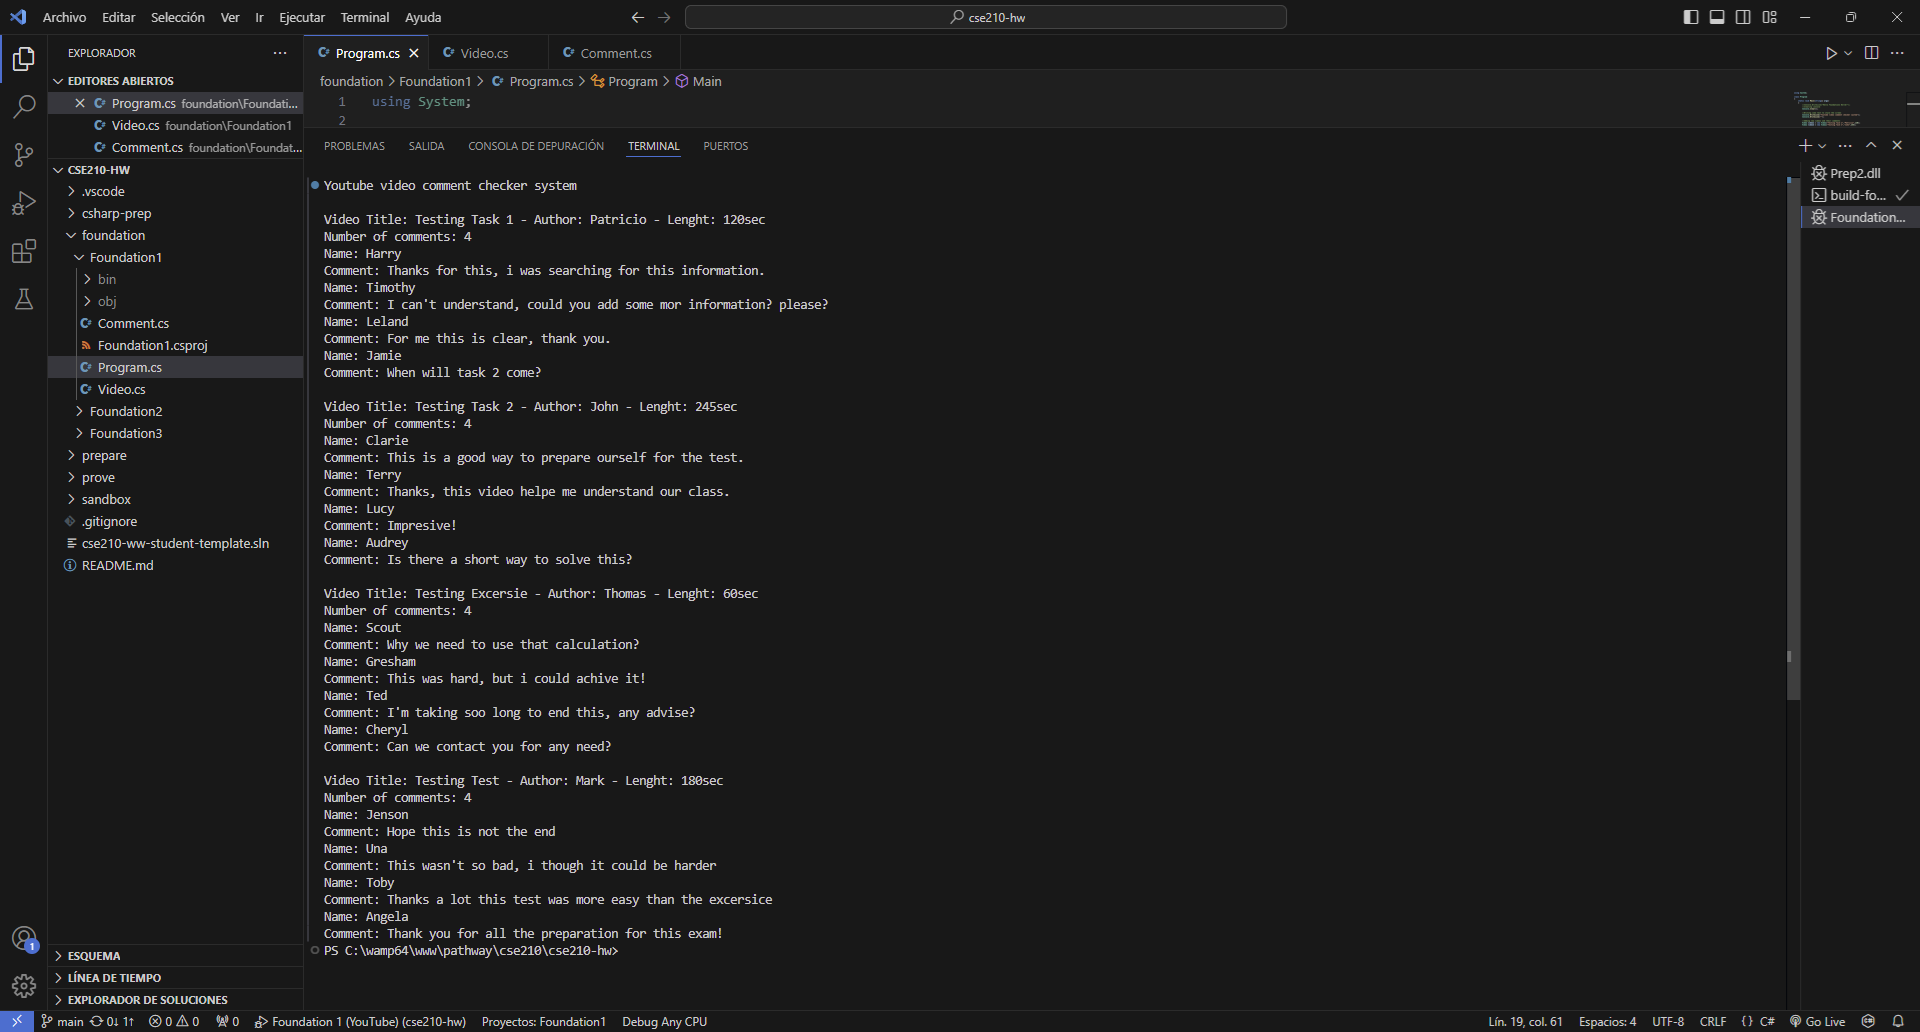 Archivo Editar Selección Ver Ir Ejecutar Terminal Ayuda
cse210-hw
EXPLORADOR
EDITORES ABIERTOS
Program.cs foundation\Foundati...
Video.cs foundation\Foundation1
Comment.cs foundation\Foundat...
CSE210-HW
.vscode
csharp-prep
foundation
Foundation1
bin
obj
Comment.cs
Foundation1.csproj
Program.cs
Video.cs
Foundation2
Foundation3
prepare
prove
sandbox
.gitignore
cse210-ww-student-template.sln
README.md
ESQUEMA
LÍNEA DE TIEMPO
EXPLORADOR DE SOLUCIONES
Program.cs Video.cs Comment.cs
foundation > Foundation1 > Program.cs > Program > Main
1 using System;
2
PROBLEMAS SALIDA CONSOLA DE DEPURACIÓN TERMINAL PUERTOS
Youtube video comment checker system
Video Title: Testing Task 1 - Author: Patricio - Lenght: 120sec
Number of comments: 4
Name: Harry
Comment: Thanks for this, i was searching for this information.
Name: Timothy
Comment: I can't understand, could you add some mor information? please?
Name: Leland
Comment: For me this is clear, thank you.
Name: Jamie
Comment: When will task 2 come?
Video Title: Testing Task 2 - Author: John - Lenght: 245sec
Number of comments: 4
Name: Clarie
Comment: This is a good way to prepare ourself for the test.
Name: Terry
Comment: Thanks, this video helpe me understand our class.
Name: Lucy
Comment: Impresive!
Name: Audrey
Comment: Is there a short way to solve this?
Video Title: Testing Excersie - Author: Thomas - Lenght: 60sec
Number of comments: 4
Name: Scout
Comment: Why we need to use that calculation?
Name: Gresham
Comment: This was hard, but i could achive it!
Name: Ted
Comment: I'm taking soo long to end this, any advise?
Name: Cheryl
Comment: Can we contact you for any need?
Video Title: Testing Test - Author: Mark - Lenght: 180sec
Number of comments: 4
Name: Jenson
Comment: Hope this is not the end
Name: Una
Comment: This wasn't so bad, i though it could be harder
Name: Toby
Comment: Thanks a lot this test was more easy than the excersice
Name: Angela
Comment: Thank you for all the preparation for this exam!
PS C:\wamp64\www\pathway\cse210\cse210-hw>
Prep2.dll
build-fo...
Foundation...
1
main 0↓ 1↑ 0 0 0 Foundation 1 (YouTube) (cse210-hw) Proyectos: Foundation1 Debug Any CPU Lín. 19, col. 61 Espacios: 4 UTF-8 CRLF {} C# Go Live